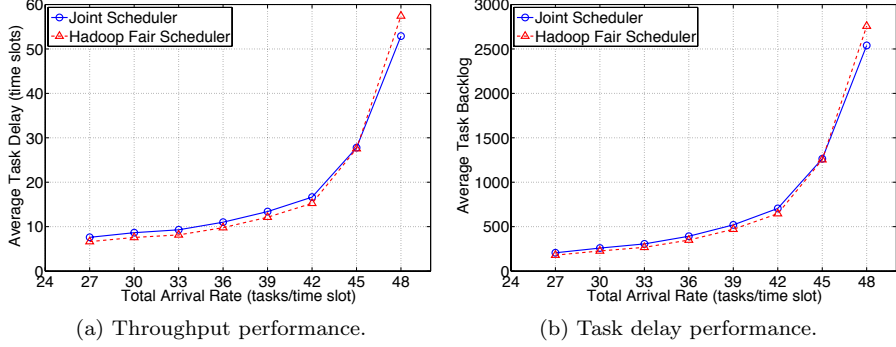 60
50
40
30
20
10
0
Average Task Delay (time slots)
Joint Scheduler
Hadoop Fair Scheduler
24 27 30 33 36 39 42 45 48
Total Arrival Rate (tasks/time slot)
(a) Throughput performance.
3000
2500
2000
1500
1000
500
0
Average Task Backlog
Joint Scheduler
Hadoop Fair Scheduler
24 27 30 33 36 39 42 45 48
Total Arrival Rate (tasks/time slot)
(b) Task delay performance.